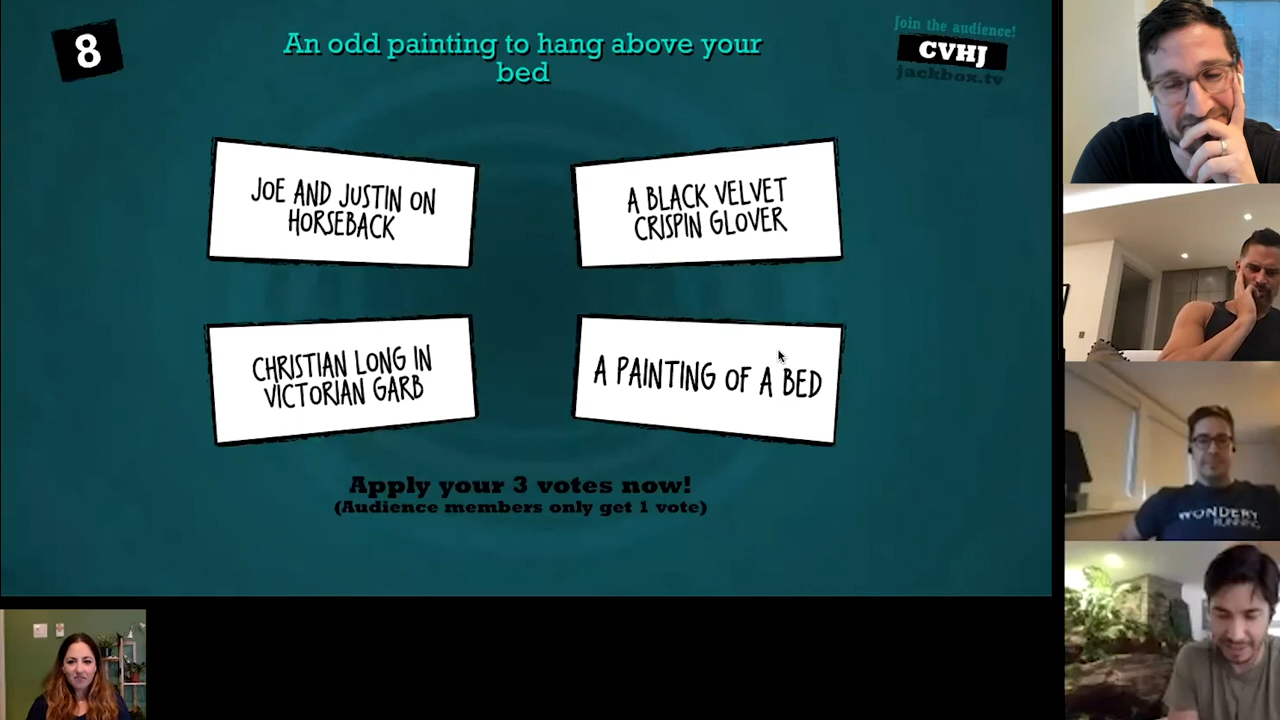 8
An odd painting to hang above your
bed
Join the audience!
CVHJ
jackbox.tv
JOE AND JUSTIN ON
HORSEBACK
A BLACK VELVET
CRISPIN GLOVER
CHRISTIAN LONG IN
VICTORIAN GARB
A PAINTING OF A BED
Apply your 3 votes now!
(Audience members only get 1 vote)
WONDERY
RUNNING